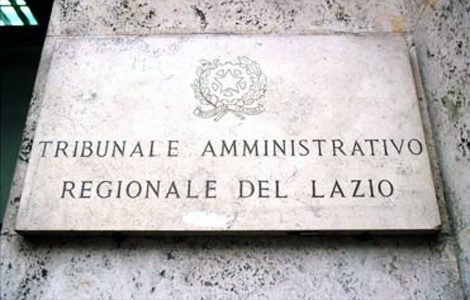 TRIBUNALE AMMINISTRATIVO
REGIONALE DEL LAZIO